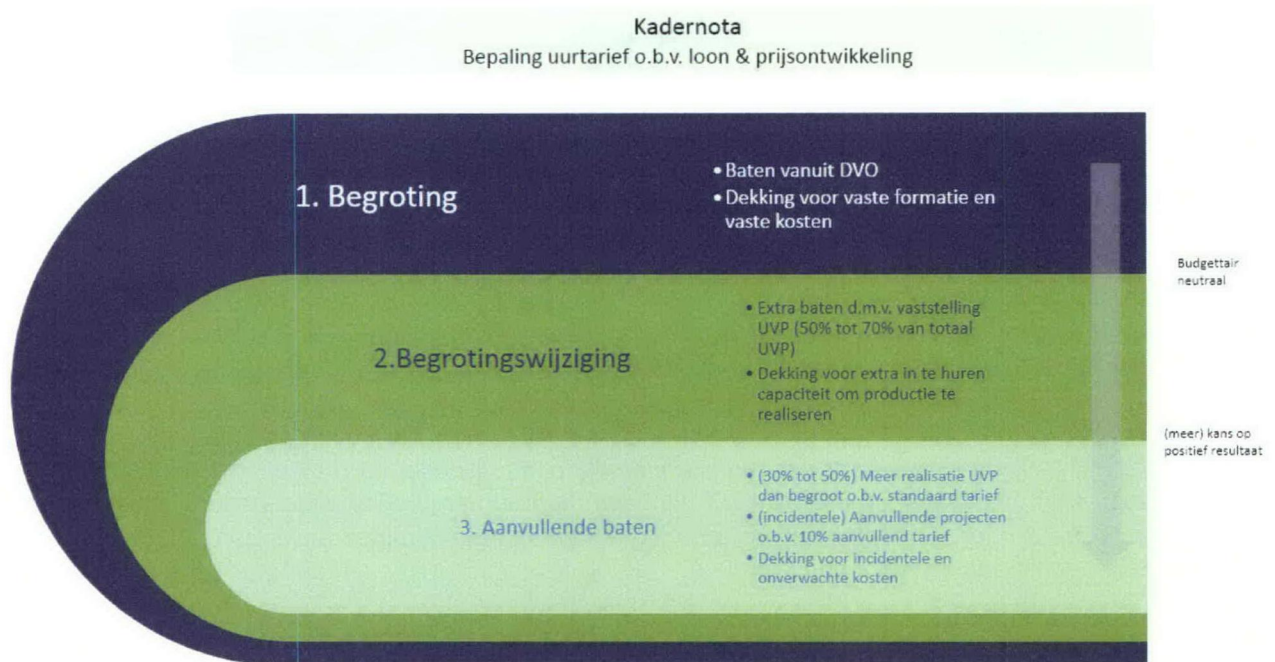 Kadernota
Bepaling uurtarief o.b.v. loon & prijsontwikkeling
1. Begroting
• Baten vanuit DVO
• Dekking voor vaste formatie en
vaste kosten
Budgettair
neutraal
2.Begrotingswijziging
• Extra baten d.m.v. vaststelling
UVP (50% tot 70% van totaal
UVP)
• Dekking voor extra in te huren
capaciteit om productie te
realiseren
(meer) kans op
positief resultaat
3. Aanvullende baten
• (30% tot 50%) Meer realisatie UVP
dan begroot o.b.v. standaard tarief
• (incidentele) Aanvullende projecten
o.b.v. 10% aanvullend tarief
• Dekking voor incidentele en
onverwachte kosten